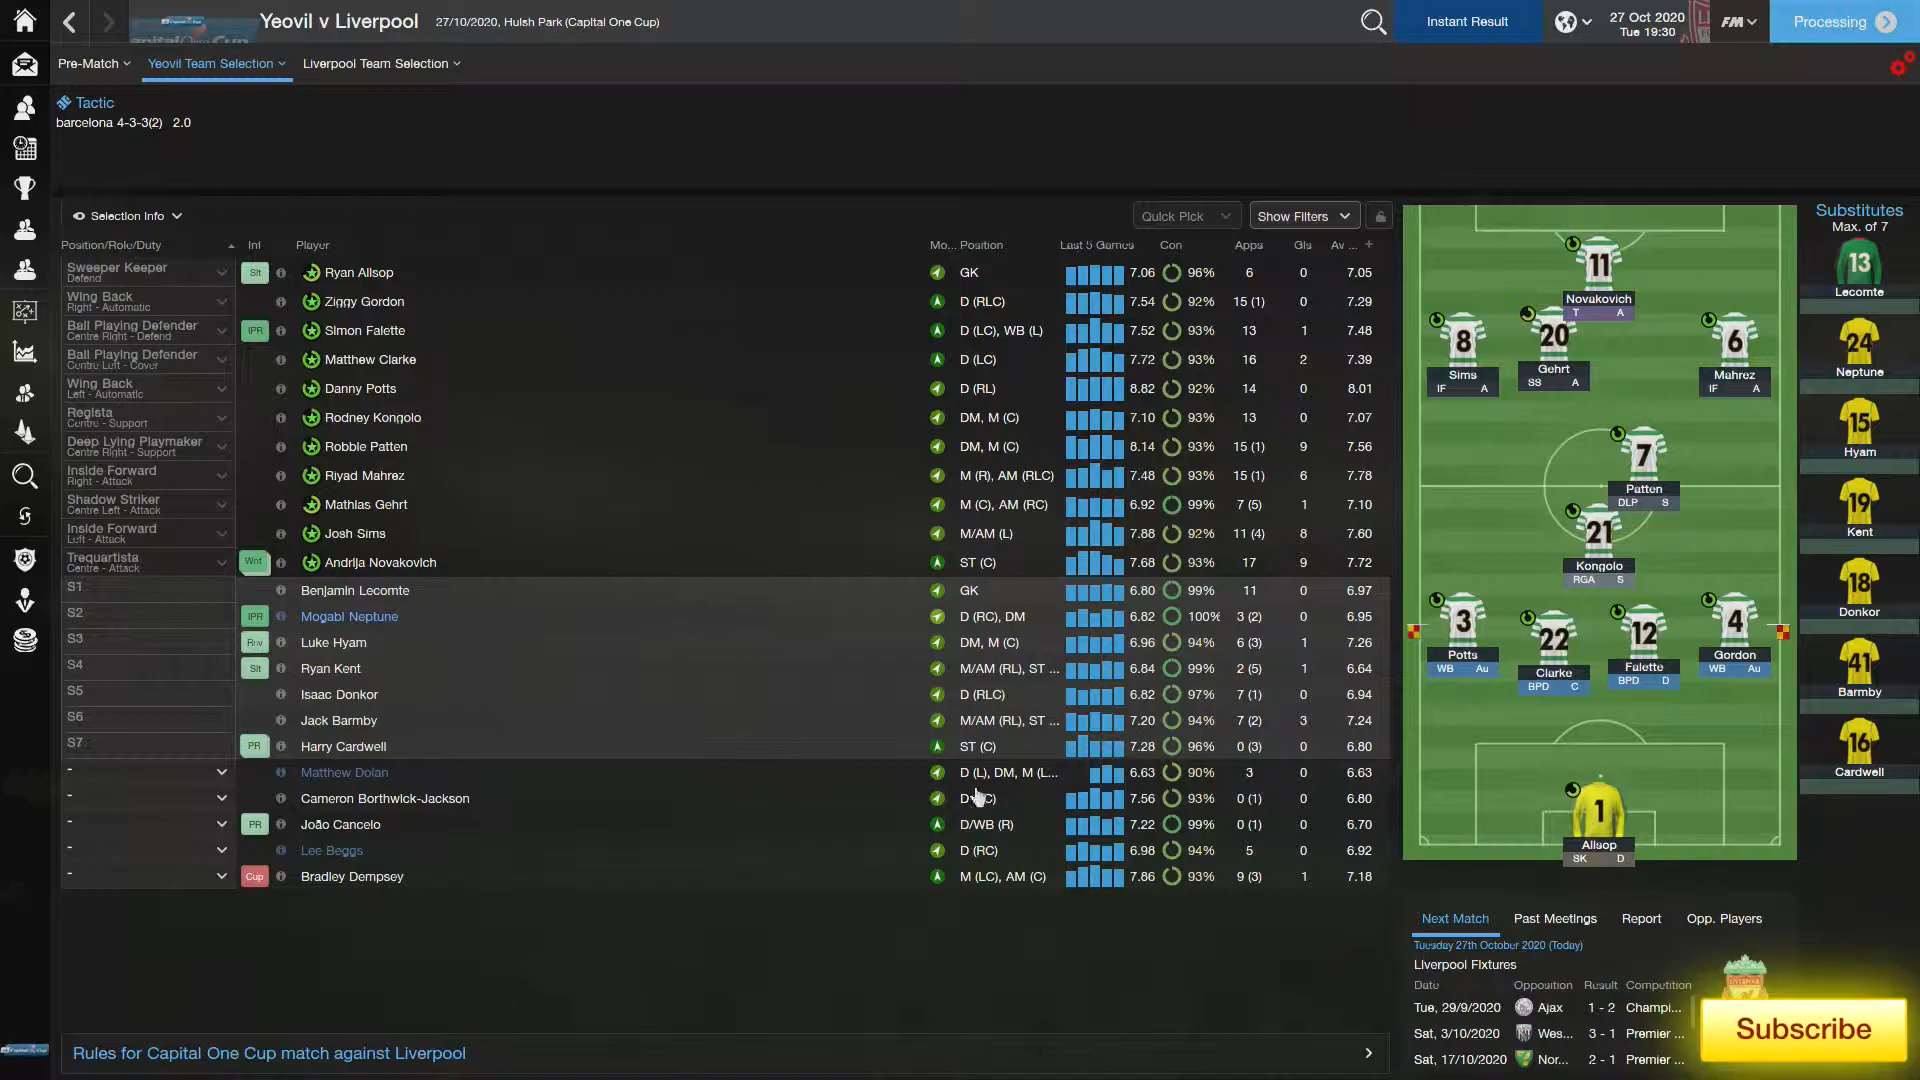 Yeovil v Liverpool
27/10/2020, Huish Park (Capital One Cup)
Instant Result
27 Oct 2020
Tue 19:30
FM
Processing
Pre-Match
Yeovil Team Selection
Liverpool Team Selection
Tactic
barcelona 4-3-3(2) 2.0
Selection Info
Quick Pick
Show Filters
Position/Role/Duty Inf Player Mo... Position Last 5 Games Con Apps Gls Av ... +
Sweeper Keeper
Defend
Slt Ryan Allsop GK 7.06 96% 6 0 7.05
Wing Back
Right - Automatic
Ziggy Gordon D (RLC) 7.54 92% 15 (1) 0 7.29
Ball Playing Defender
Centre Right - Defend
IPR Simon Falette D (LC), WB (L) 7.52 93% 13 1 7.48
Ball Playing Defender
Centre Left - Cover
Matthew Clarke D (LC) 7.72 93% 16 2 7.39
Wing Back
Left - Automatic
Danny Potts D (RL) 8.82 92% 14 0 8.01
Regista
Centre - Support
Rodney Kongolo DM, M (C) 7.10 93% 13 0 7.07
Deep Lying Playmaker
Centre Right - Support
Robbie Patten DM, M (C) 8.14 93% 15 (1) 9 7.56
Inside Forward
Right - Attack
Riyad Mahrez M (R), AM (RLC) 7.48 93% 15 (1) 6 7.78
Shadow Striker
Centre Left - Attack
Mathias Gehrt M (C), AM (RC) 6.92 99% 7 (5) 1 7.10
Inside Forward
Left - Attack
Josh Sims M/AM (L) 7.88 92% 11 (4) 8 7.60
Trequartista
Centre - Attack
Wnt Andrija Novakovich ST (C) 7.68 93% 17 9 7.72
S1 Benjamin Lecomte GK 6.80 99% 11 0 6.97
S2 IPR Mogabi Neptune D (RC), DM 6.82 100% 3 (2) 0 6.95
S3 Rnv Luke Hyam DM, M (C) 6.96 94% 6 (3) 1 7.26
S4 Slt Ryan Kent M/AM (RL), ST ... 6.84 99% 2 (5) 1 6.64
S5 Isaac Donkor D (RLC) 6.82 97% 7 (1) 0 6.94
S6 Jack Barmby M/AM (RL), ST ... 7.20 94% 7 (2) 3 7.24
S7 PR Harry Cardwell ST (C) 7.28 96% 0 (3) 0 6.80
- Matthew Dolan D (L), DM, M (L... 6.63 90% 3 0 6.63
- Cameron Borthwick-Jackson 7.56 93% 0 (1) 0 6.80
- PR João Cancelo D/WB (R) 7.22 99% 0 (1) 0 6.70
- Lee Beggs D (RC) 6.98 94% 5 0 6.92
- Cup Bradley Dempsey M (LC), AM (C) 7.86 93% 9 (3) 1 7.18
Rules for Capital One Cup match against Liverpool
11
Novakovich
T A
8
Sims
IF A
20
Gehrt
SS A
6
Mahrez
IF A
7
Patten
DLP S
21
Kongolo
RGA S
3
Potts
WB Au
22
Clarke
BPD C
12
Falette
BPD D
4
Gordon
WB Au
1
Allsop
SK D
Substitutes
Max. of 7
13
Lecomte
24
Neptune
15
Hyam
19
Kent
18
Donkor
41
Barmby
16
Cardwell
Next Match Past Meetings Report Opp. Players
Tuesday 27th October 2020 (Today)
Liverpool Fixtures
Date Opposition Result Competition
Tue, 29/9/2020 Ajax 1 - 2 Champi...
Sat, 3/10/2020 Wes... 3 - 1 Premier ...
Sat, 17/10/2020 Nor... 2 - 1 Premier ...
Subscribe